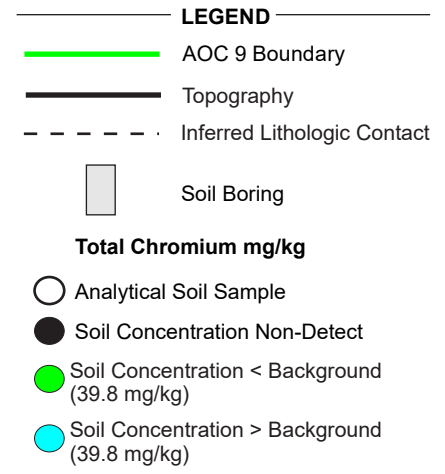 LEGEND
AOC 9 Boundary
Topography
Inferred Lithologic Contact
Soil Boring
Total Chromium mg/kg
Analytical Soil Sample
Soil Concentration Non-Detect
Soil Concentration < Background
(39.8 mg/kg)
Soil Concentration > Background
(39.8 mg/kg)